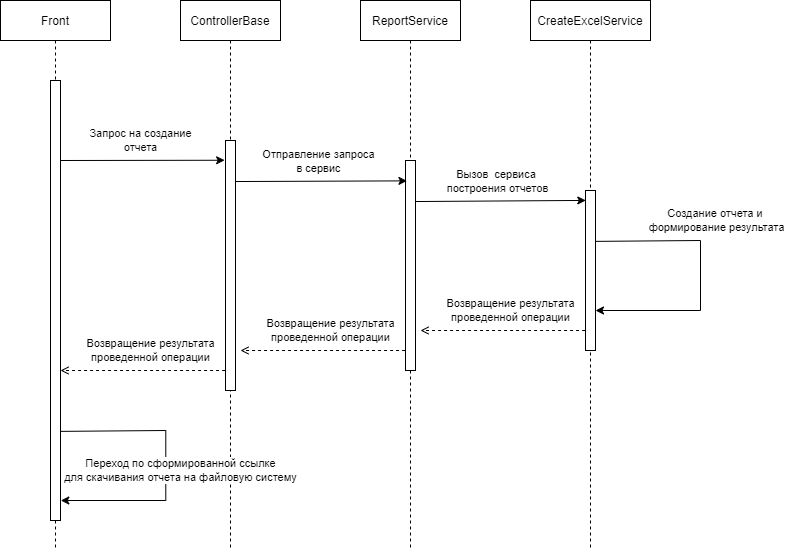 Front
ControllerBase
ReportService
CreateExcelService
Запрос на создание
отчета
Отправление запроса
в сервис
Вызов сервиса
построения отчетов
Создание отчета и
формирование результата
Возвращение результата
проведенной операции
Возвращение результата
проведенной операции
Возвращение результата
проведенной операции
Переход по сформированной ссылке
для скачивания отчета на файловую систему